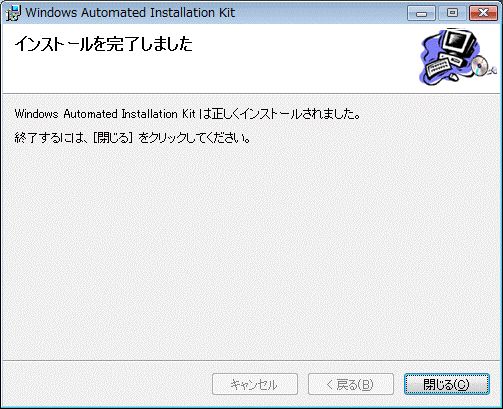 Windows Automated Installation Kit
インストールを完了しました
Windows Automated Installation Kit は正しくインストールされました。
終了するには、[閉じる] をクリックしてください。
キャンセル
< 戻る(B)
閉じる(C)